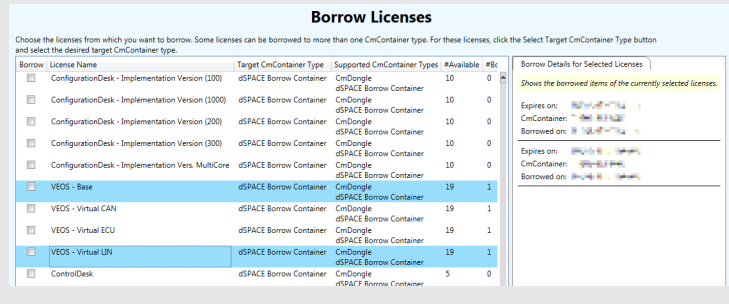 Borrow Licenses
Choose the licenses from which you want to borrow. Some licenses can be borrowed to more than one CmContainer type. For these licenses, click the Select Target CmContainer Type button
and select the desired target CmContainer type.
Borrow License Name Target CmContainer Type Supported CmContainer Types #Available #Bc
ConfigurationDesk - Implementation Version (100) dSPACE Borrow Container CmDongle 10 0
dSPACE Borrow Container
ConfigurationDesk - Implementation Version (1000) dSPACE Borrow Container CmDongle 10 0
dSPACE Borrow Container
ConfigurationDesk - Implementation Version (200) dSPACE Borrow Container CmDongle 10 0
dSPACE Borrow Container
ConfigurationDesk - Implementation Version (300) dSPACE Borrow Container CmDongle 10 0
dSPACE Borrow Container
ConfigurationDesk - Implementation Vers. MultiCore dSPACE Borrow Container CmDongle 10 0
dSPACE Borrow Container
VEOS - Base dSPACE Borrow Container CmDongle 19 1
dSPACE Borrow Container
VEOS - Virtual CAN dSPACE Borrow Container CmDongle 19 1
dSPACE Borrow Container
VEOS - Virtual ECU dSPACE Borrow Container CmDongle 19 1
dSPACE Borrow Container
VEOS - Virtual LIN dSPACE Borrow Container CmDongle 19 1
dSPACE Borrow Container
ControlDesk dSPACE Borrow Container CmDongle 5 0
dSPACE Borrow Container
Borrow Details for Selected Licenses
Shows the borrowed items of the currently selected licenses.
Expires on:
CmContainer:
Borrowed on:
Expires on:
CmContainer:
Borrowed on: